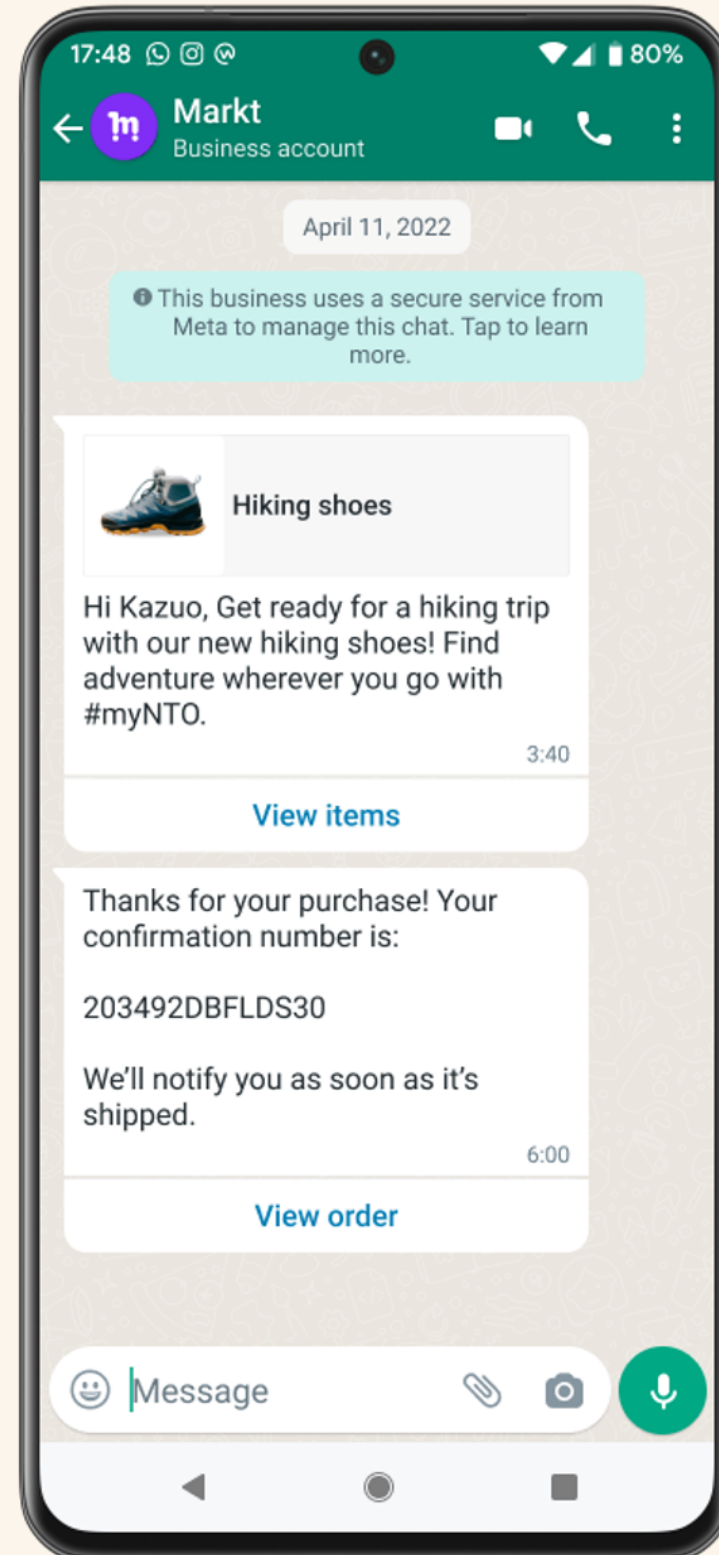 17:48 80%
Markt
Business account
April 11, 2022
This business uses a secure service from
Meta to manage this chat. Tap to learn
more.
Hiking shoes
Hi Kazuo, Get ready for a hiking trip
with our new hiking shoes! Find
adventure wherever you go with
#myNTO.
3:40
View items
Thanks for your purchase! Your
confirmation number is:
203492DBFLDS30
We’ll notify you as soon as it’s
shipped.
6:00
View order
Message